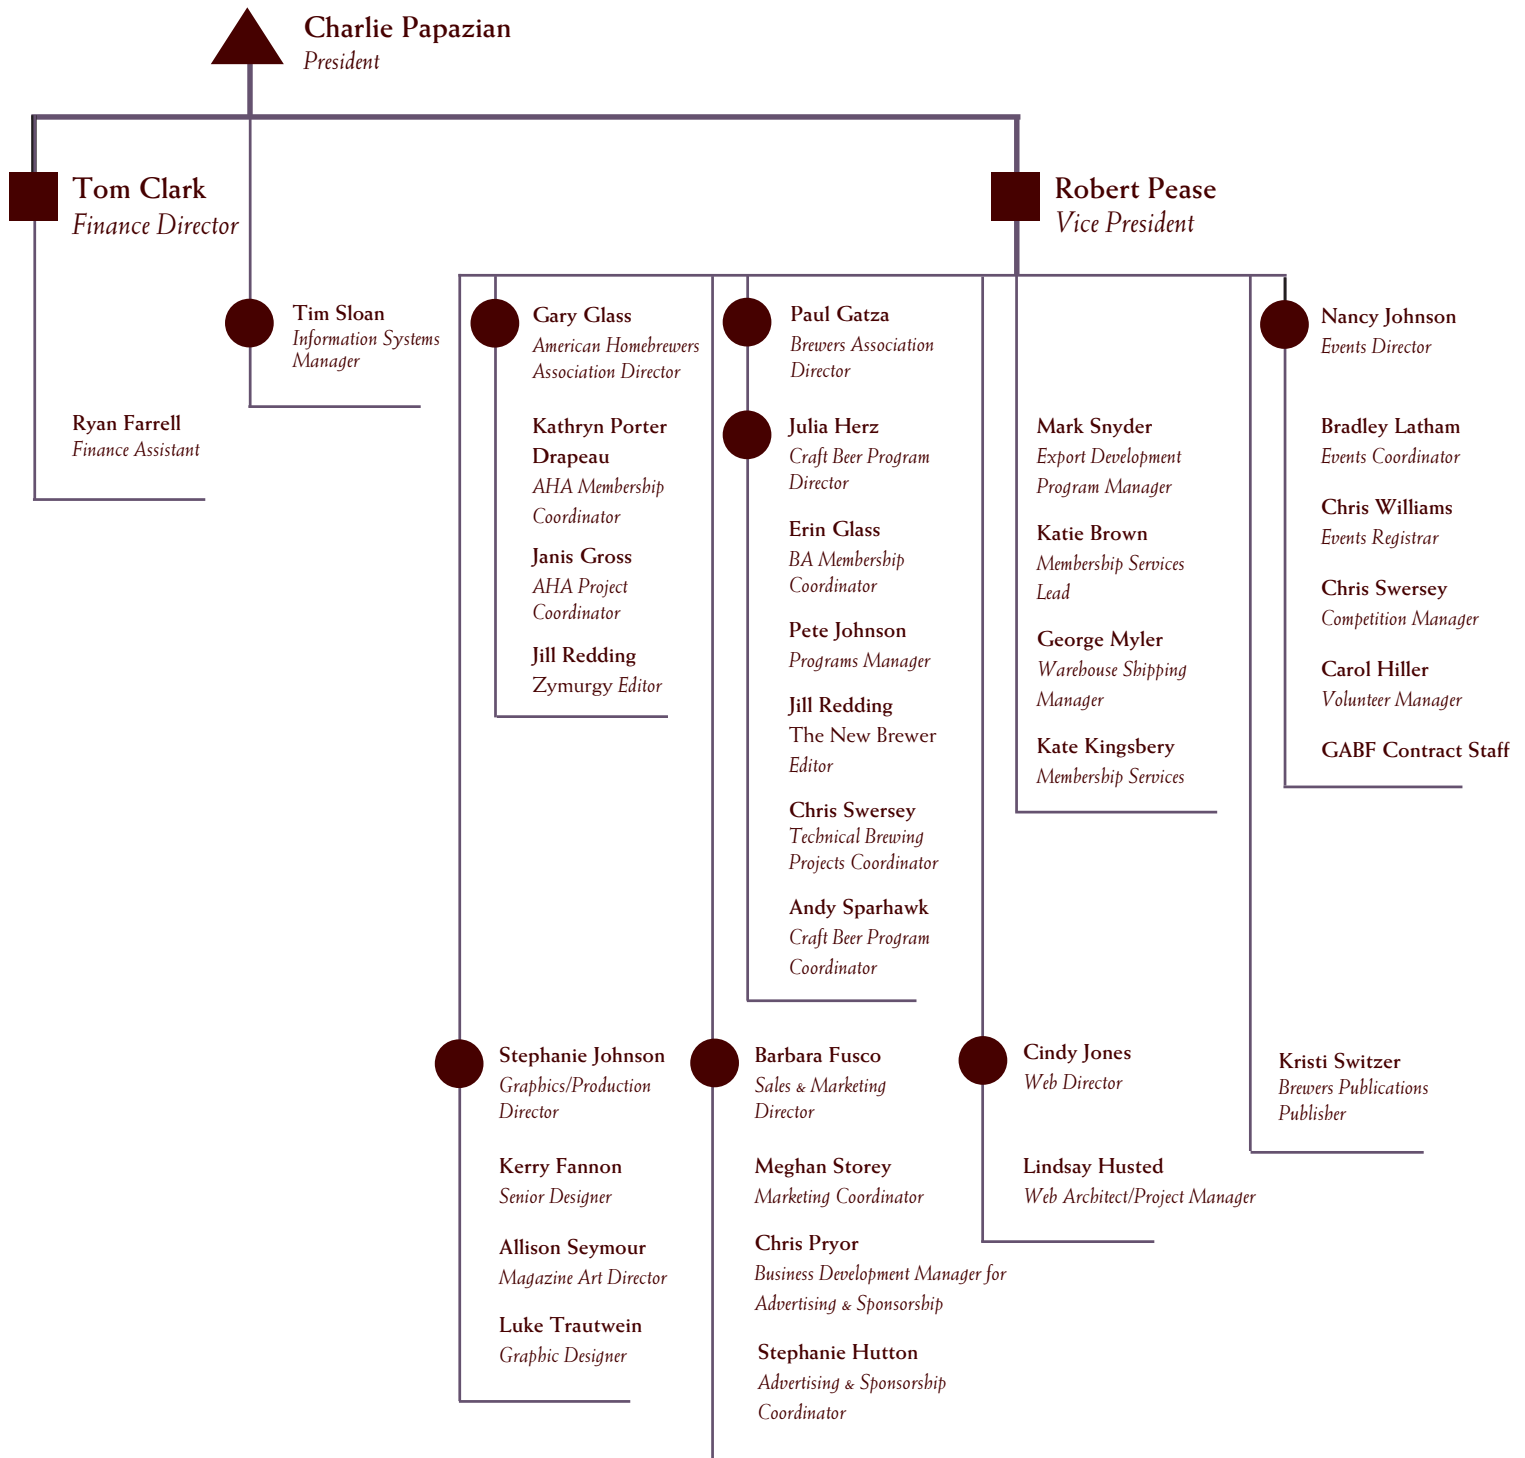 Charlie Papazian
President
Tom Clark
Finance Director
Robert Pease
Vice President
Ryan Farrell
Finance Assistant
Tim Sloan
Information Systems
Manager
Gary Glass
American Homebrewers
Association Director
Kathryn Porter
Drapeau
AHA Membership
Coordinator
Janis Gross
AHA Project
Coordinator
Jill Redding
Zymurgy Editor
Paul Gatza
Brewers Association
Director
Julia Herz
Craft Beer Program
Director
Erin Glass
BA Membership
Coordinator
Pete Johnson
Programs Manager
Jill Redding
The New Brewer
Editor
Chris Swersey
Technical Brewing
Projects Coordinator
Andy Sparhawk
Craft Beer Program
Coordinator
Mark Snyder
Export Development
Program Manager
Katie Brown
Membership Services
Lead
George Myler
Warehouse Shipping
Manager
Kate Kingsbery
Membership Services
Nancy Johnson
Events Director
Bradley Latham
Events Coordinator
Chris Williams
Events Registrar
Chris Swersey
Competition Manager
Carol Hiller
Volunteer Manager
GABF Contract Staff
Stephanie Johnson
Graphics/Production
Director
Kerry Fannon
Senior Designer
Allison Seymour
Magazine Art Director
Luke Trautwein
Graphic Designer
Barbara Fusco
Sales & Marketing
Director
Meghan Storey
Marketing Coordinator
Chris Pryor
Business Development Manager for
Advertising & Sponsorship
Stephanie Hutton
Advertising & Sponsorship
Coordinator
Cindy Jones
Web Director
Lindsay Husted
Web Architect/Project Manager
Kristi Switzer
Brewers Publications
Publisher